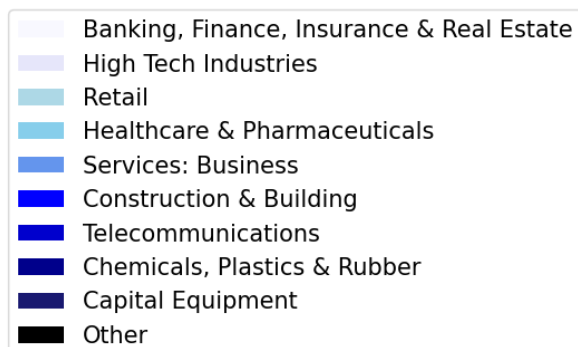 Banking, Finance, Insurance & Real Estate
High Tech Industries
Retail
Healthcare & Pharmaceuticals
Services: Business
Construction & Building
Telecommunications
Chemicals, Plastics & Rubber
Capital Equipment
Other